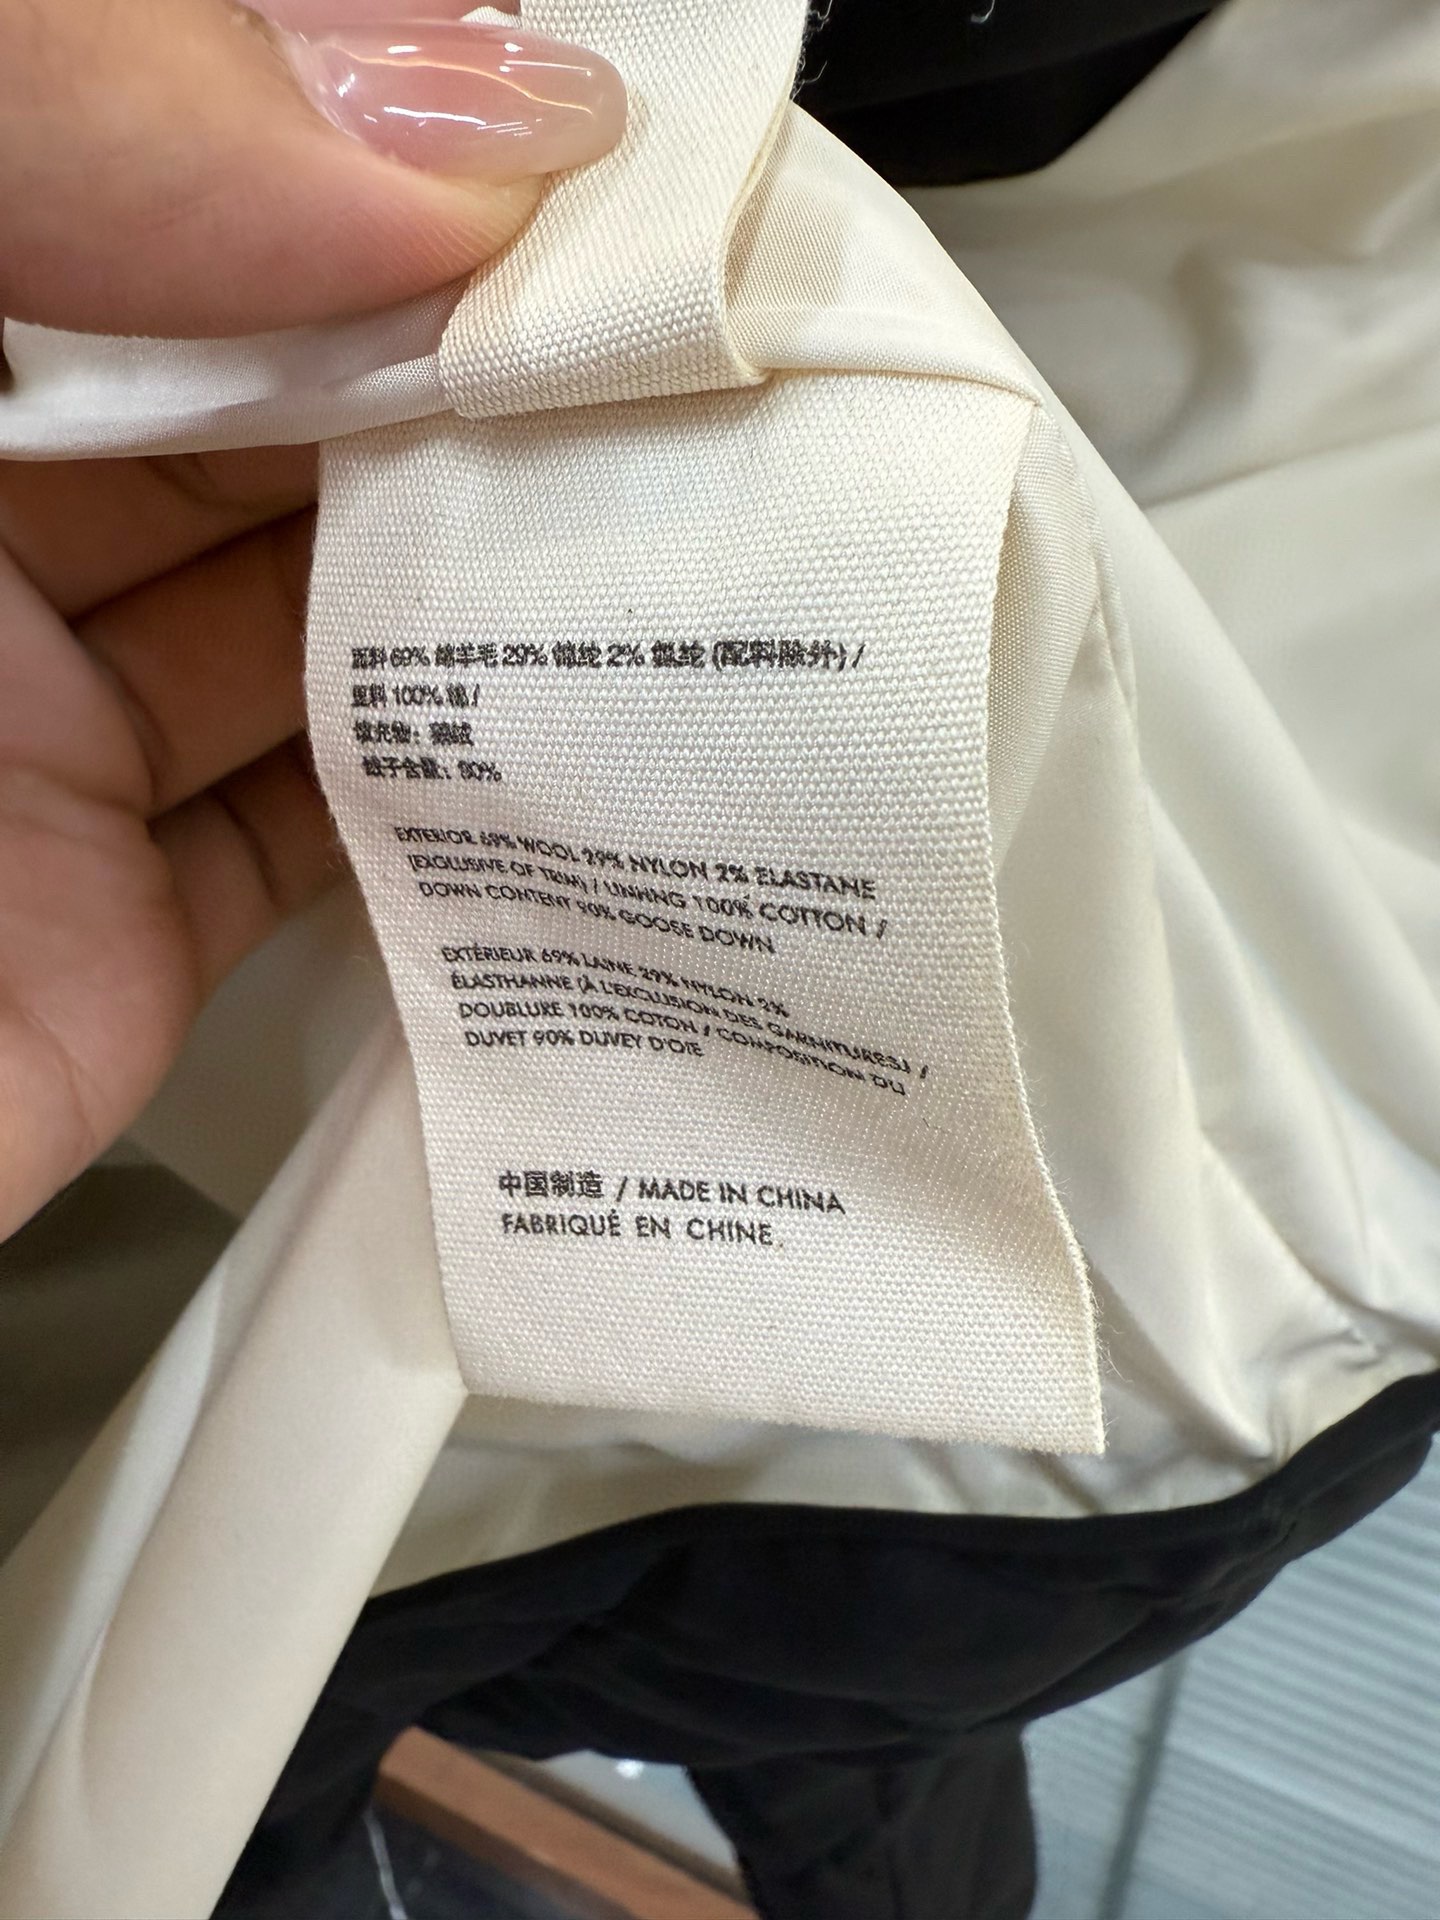 面料 69% 绵羊毛 29% 锦纶 2% 氨纶 (配料除外) /
里料 100% 棉 /
填充物：鹅绒
绒子含量：90%
EXTERIOR 69% WOOL 29% NYLON 2% ELASTANE
(EXCLUSIVE OF TRIM) / LINING 100% COTTON /
DOWN CONTENT 90% GOOSE DOWN
EXTÉRIEUR 69% LAINE 29% NYLON 2%
ÉLASTHANNE (À L'EXCLUSION DES GARNITURES) /
DOUBLURE 100% COTON / COMPOSITION DU
DUVET 90% DUVEY D'OIE
中国制造 / MADE IN CHINA
FABRIQUÉ EN CHINE